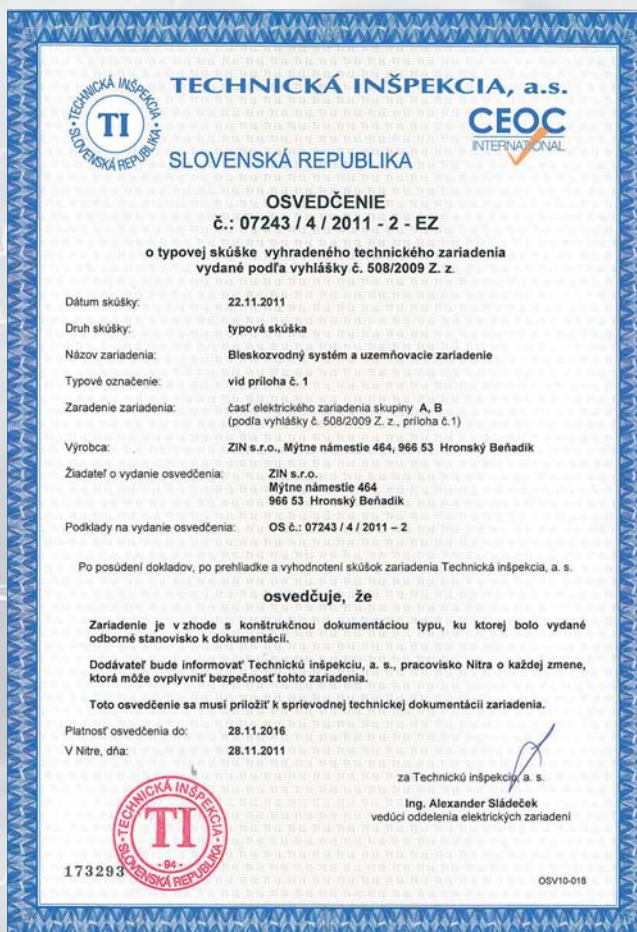 TECHNICKÁ INŠPEKCIA, a.s.
TECHNICKÁ INŠPEKCIA
TI
SLOVENSKÁ REPUBLIKA
CEOC
INTERNATIONAL
SLOVENSKÁ REPUBLIKA
OSVEDČENIE
č.: 07243 / 4 / 2011 - 2 - EZ
o typovej skúške vyhradeného technického zariadenia
vydané podľa vyhlášky č. 508/2009 Z. z.
Dátum skúšky: 22.11.2011
Druh skúšky: typová skúška
Názov zariadenia: Bleskozvodný systém a uzemňovacie zariadenie
Typové označenie: vid príloha č. 1
Zaradenie zariadenia: časť elektrického zariadenia skupiny A, B
(podľa vyhlášky č. 508/2009 Z. z., príloha č.1)
Výrobca: ZIN s.r.o., Mýtne námestie 464, 966 53 Hronský Beňadik
Žiadateľ o vydanie osvedčenia: ZIN s.r.o.
Mýtne námestie 464
966 53 Hronský Beňadik
Podklady na vydanie osvedčenia: OS č.: 07243 / 4 / 2011 – 2
Po posúdení dokladov, po prehliadke a vyhodnotení skúšok zariadenia Technická inšpekcia, a. s.
osvedčuje, že
Zariadenie je v zhode s konštrukčnou dokumentáciou typu, ku ktorej bolo vydané
odborné stanovisko k dokumentácii.
Dodávateľ bude informovať Technickú inšpekciu, a. s., pracovisko Nitra o každej zmene,
ktorá môže ovplyvniť bezpečnosť tohto zariadenia.
Toto osvedčenie sa musí priložiť k sprievodnej technickej dokumentácii zariadenia.
Platnosť osvedčenia do: 28.11.2016
V Nitre, dňa: 28.11.2011
za Technickú inšpekciu, a. s.
Ing. Alexander Sládeček
vedúci oddelenia elektrických zariadení
TECHNICKÁ INŠPEKCIA
TI
- 94 -
SLOVENSKÁ REPUBLIKA
173293
OSV10-018